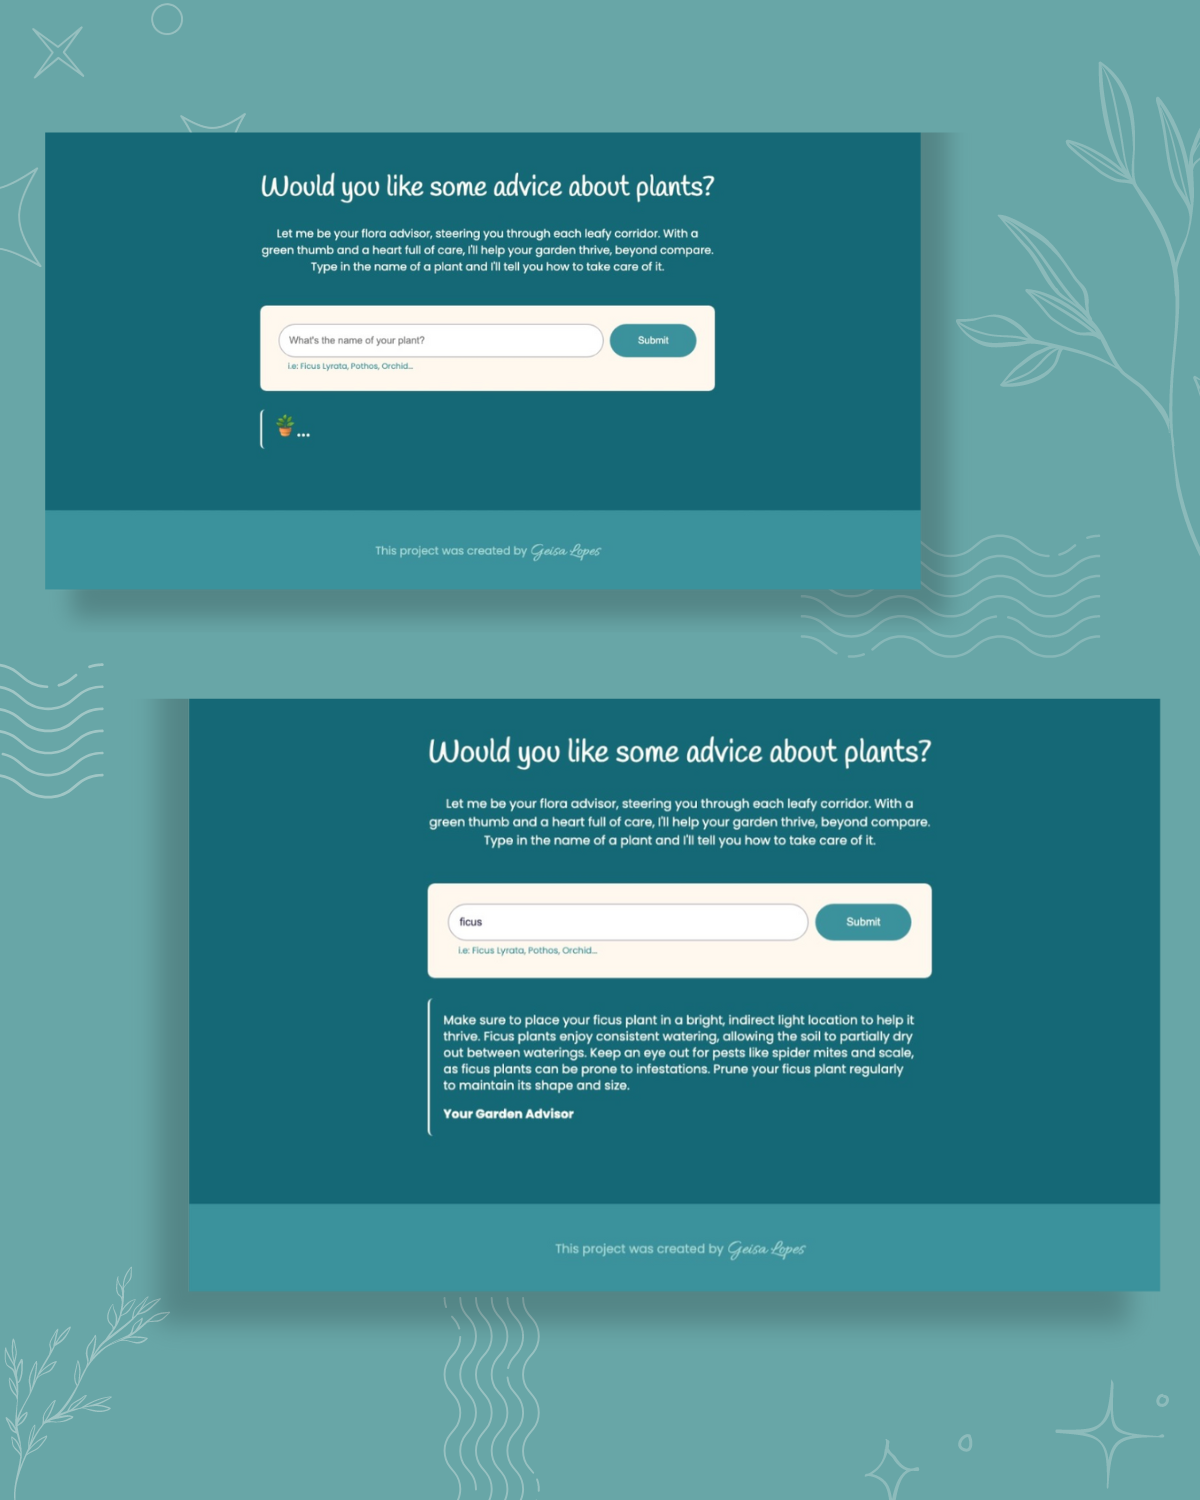 Would you like some advice about plants?
Let me be your flora advisor, steering you through each leafy corridor. With a
green thumb and a heart full of care, I'll help your garden thrive, beyond compare.
Type in the name of a plant and I'll tell you how to take care of it.
What's the name of your plant?
Submit
i.e: Ficus Lyrata, Pothos, Orchid...
...
This project was created by Geisa Lopes
Would you like some advice about plants?
Let me be your flora advisor, steering you through each leafy corridor. With a
green thumb and a heart full of care, I'll help your garden thrive, beyond compare.
Type in the name of a plant and I'll tell you how to take care of it.
ficus
Submit
i.e: Ficus Lyrata, Pothos, Orchid...
Make sure to place your ficus plant in a bright, indirect light location to help it
thrive. Ficus plants enjoy consistent watering, allowing the soil to partially dry
out between waterings. Keep an eye out for pests like spider mites and scale,
as ficus plants can be prone to infestations. Prune your ficus plant regularly
to maintain its shape and size.
Your Garden Advisor
This project was created by Geisa Lopes